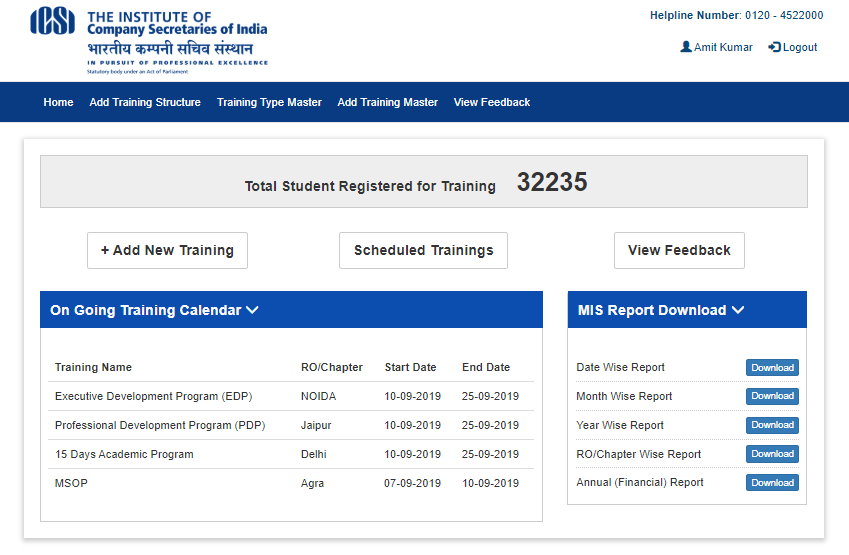 ICSI
THE INSTITUTE OF
Company Secretaries of India
भारतीय कम्पनी सचिव संस्थान
IN PURSUIT OF PROFESSIONAL EXCELLENCE
Statutory body under an Act of Parliament
Helpline Number: 0120 - 4522000
Amit Kumar Logout
Home Add Training Structure Training Type Master Add Training Master View Feedback
Total Student Registered for Training 32235
+ Add New Training Scheduled Trainings View Feedback
On Going Training Calendar
Training Name RO/Chapter Start Date End Date
Executive Development Program (EDP) NOIDA 10-09-2019 25-09-2019
Professional Development Program (PDP) Jaipur 10-09-2019 25-09-2019
15 Days Academic Program Delhi 10-09-2019 25-09-2019
MSOP Agra 07-09-2019 10-09-2019
MIS Report Download
Date Wise Report Download
Month Wise Report Download
Year Wise Report Download
RO/Chapter Wise Report Download
Annual (Financial) Report Download